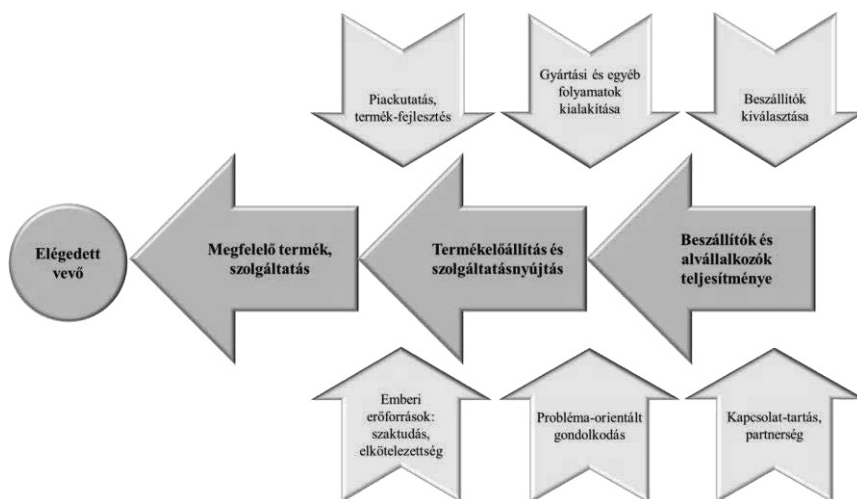 Piackutatás,
termék-fejlesztés
Gyártási és egyéb
folyamatok
kialakítása
Beszállítók
kiválasztása
Elégedett
vevő
Megfelelő termék,
szolgáltatás
Termékelőállítás és
szolgáltatásnyújtás
Beszállítók és
alvállalkozók
teljesítménye
Emberi
erőforrások:
szaktudás,
elkötelezettség
Probléma-orientált
gondolkodás
Kapcsolat-tartás,
partnerség